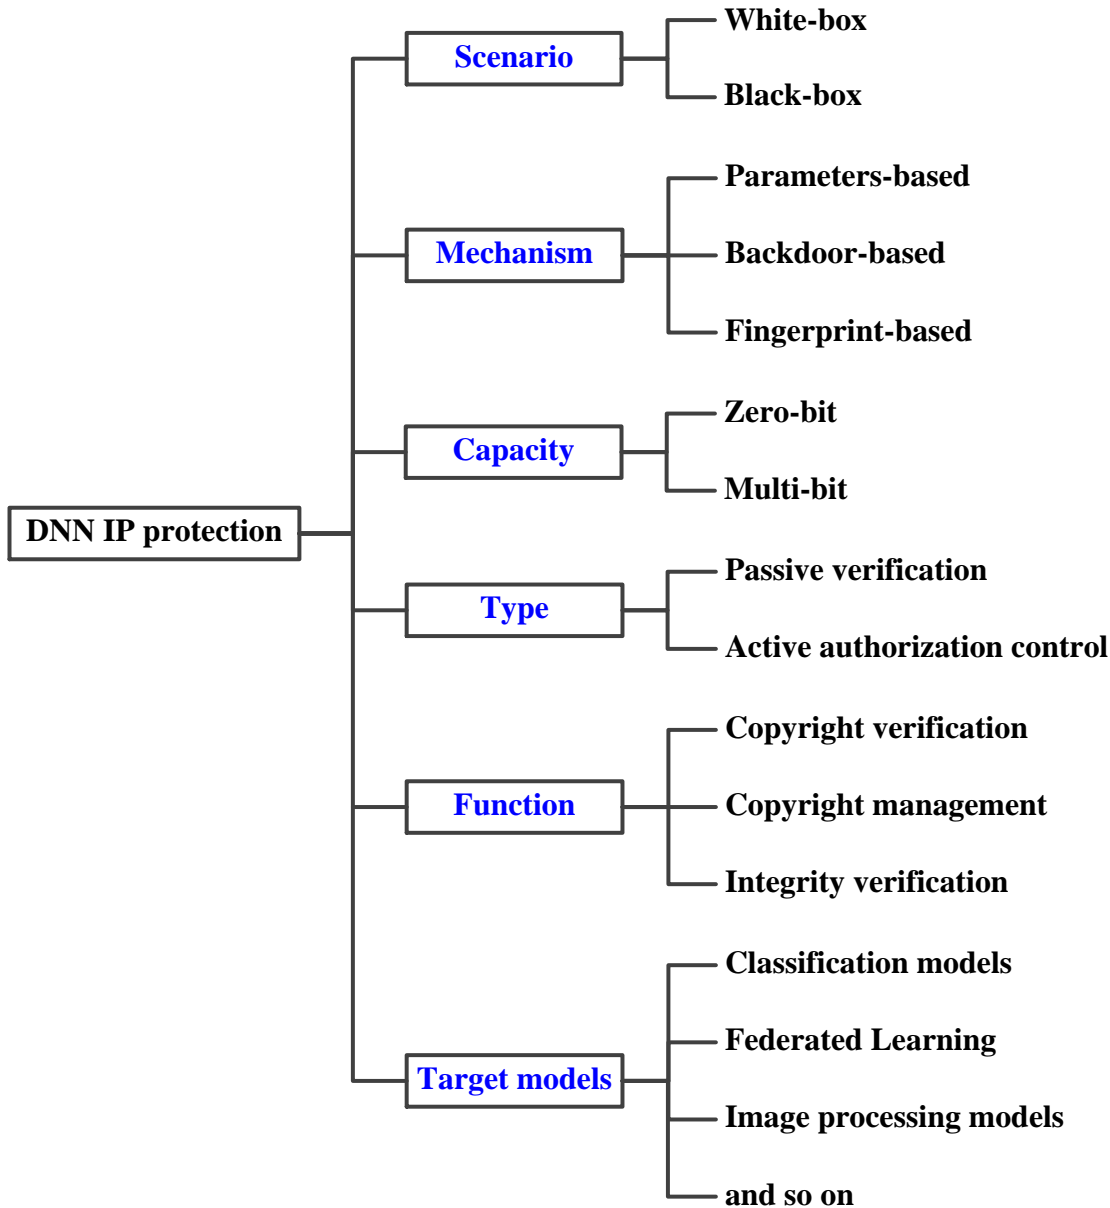 DNN IP protection
Scenario
White-box
Black-box
Mechanism
Parameters-based
Backdoor-based
Fingerprint-based
Capacity
Zero-bit
Multi-bit
Type
Passive verification
Active authorization control
Function
Copyright verification
Copyright management
Integrity verification
Target models
Classification models
Federated Learning
Image processing models
and so on